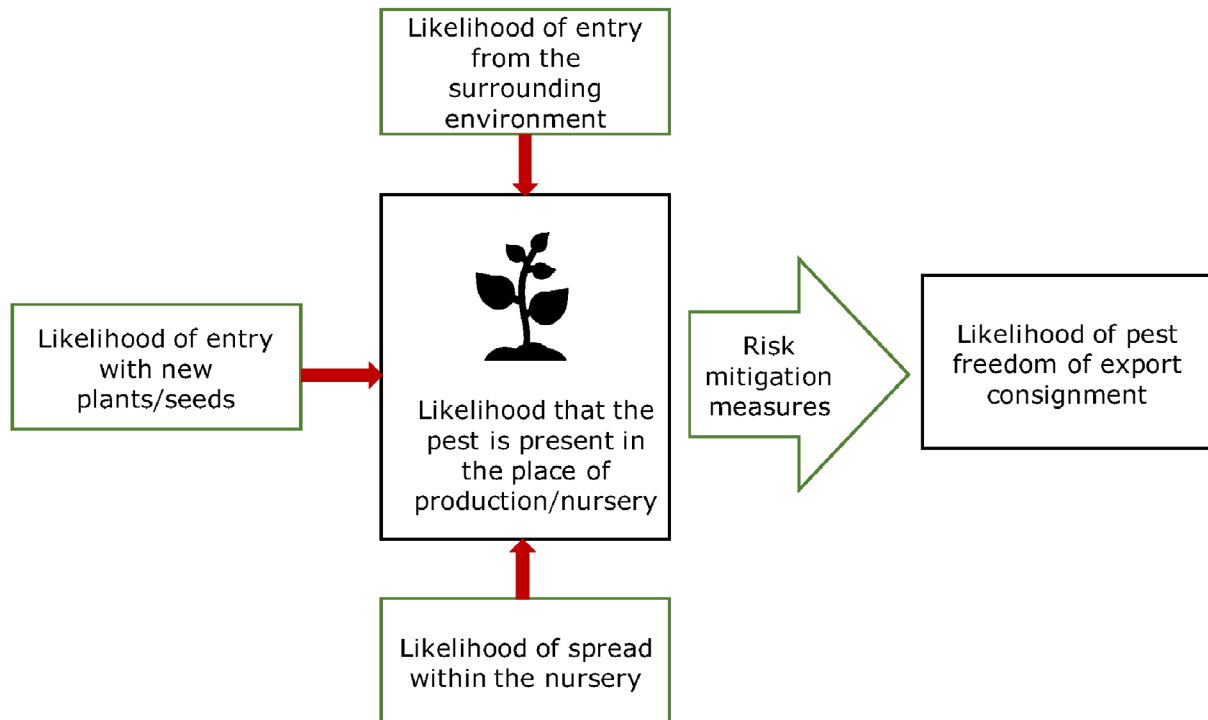 Likelihood of entry
from the
surrounding
environment
Likelihood of entry
with new
plants/seeds
Likelihood that the
pest is present in
the place of
production/nursery
Risk
mitigation
measures
Likelihood of pest
freedom of export
consignment
Likelihood of spread
within the nursery